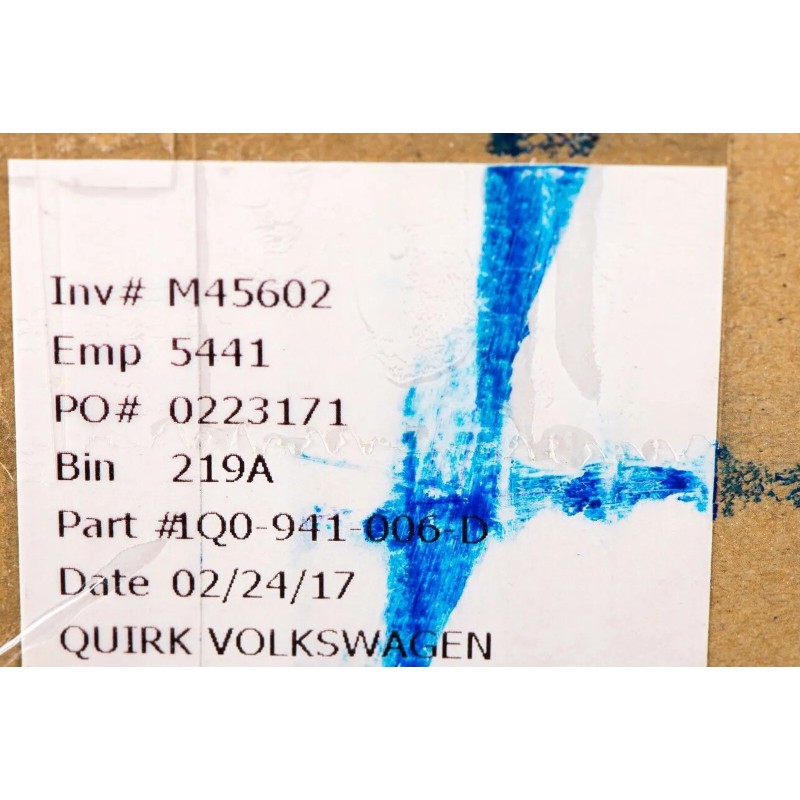 Inv# M45602
Emp 5441
PO# 0223171
Bin 219A
Part #1Q0-941-006-D
Date 02/24/17
QUIRK VOLKSWAGEN